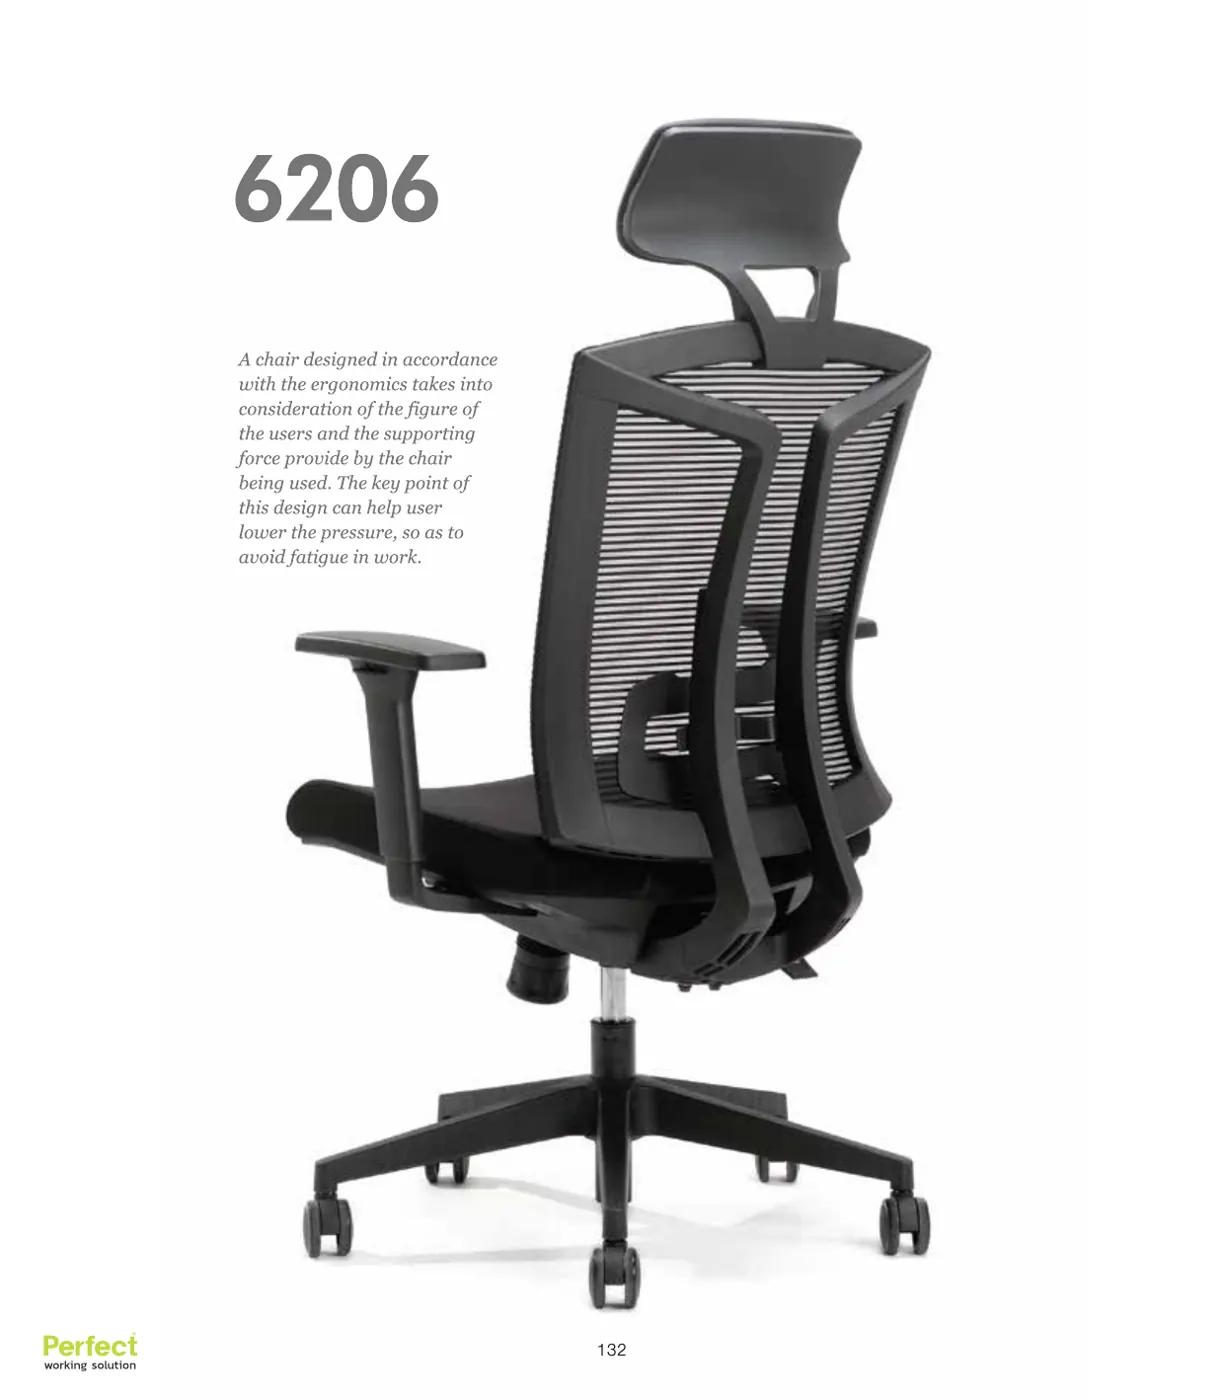 6206
A chair designed in accordance
with the ergonomics takes into
consideration of the figure of
the users and the supporting
force provide by the chair
being used. The key point of
this design can help user
lower the pressure, so as to
avoid fatigue in work.
Perfect
working solution
132